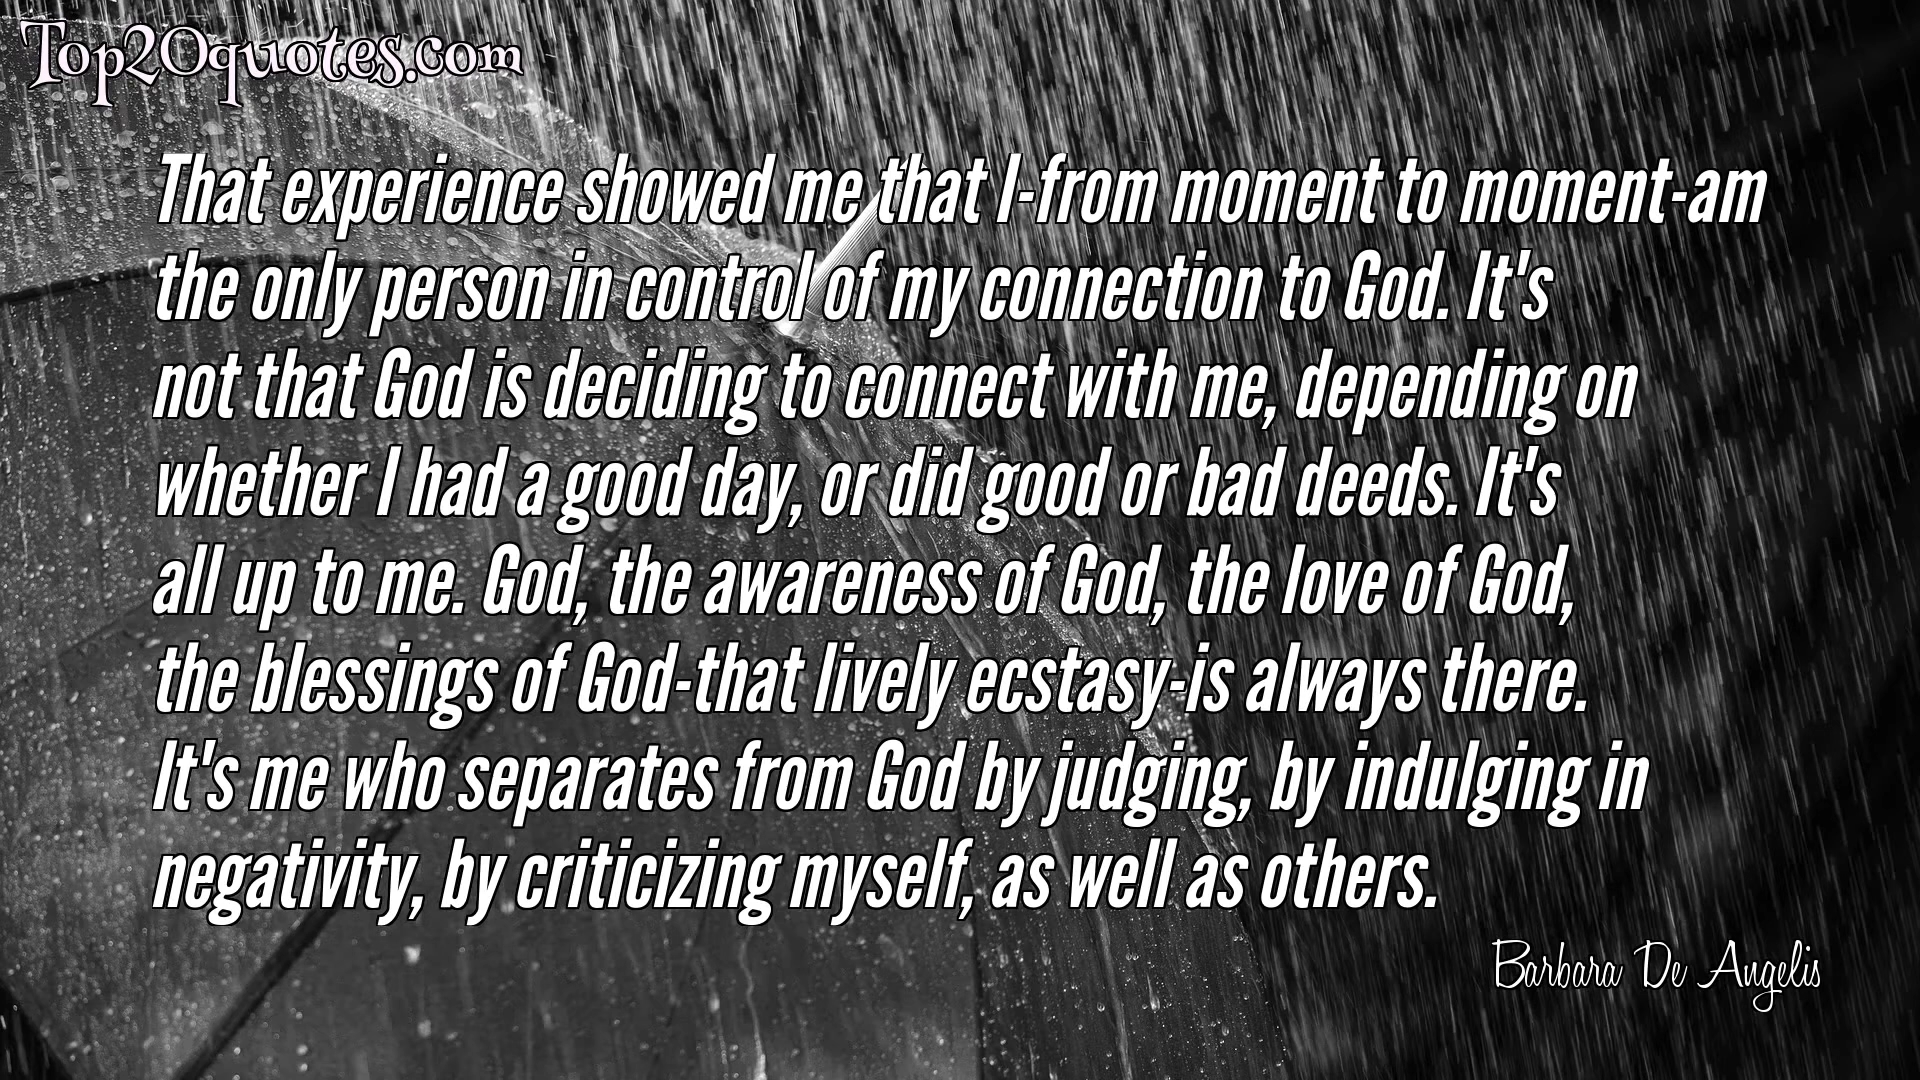 Top20quotes.com
That experience showed me that I-from moment to moment-am
the only person in control of my connection to God. It's
not that God is deciding to connect with me, depending on
whether I had a good day, or did good or bad deeds. It's
all up to me. God, the awareness of God, the love of God,
the blessings of God-that lively ecstasy-is always there.
It's me who separates from God by judging, by indulging in
negativity, by criticizing myself, as well as others.
Barbara De Angelis